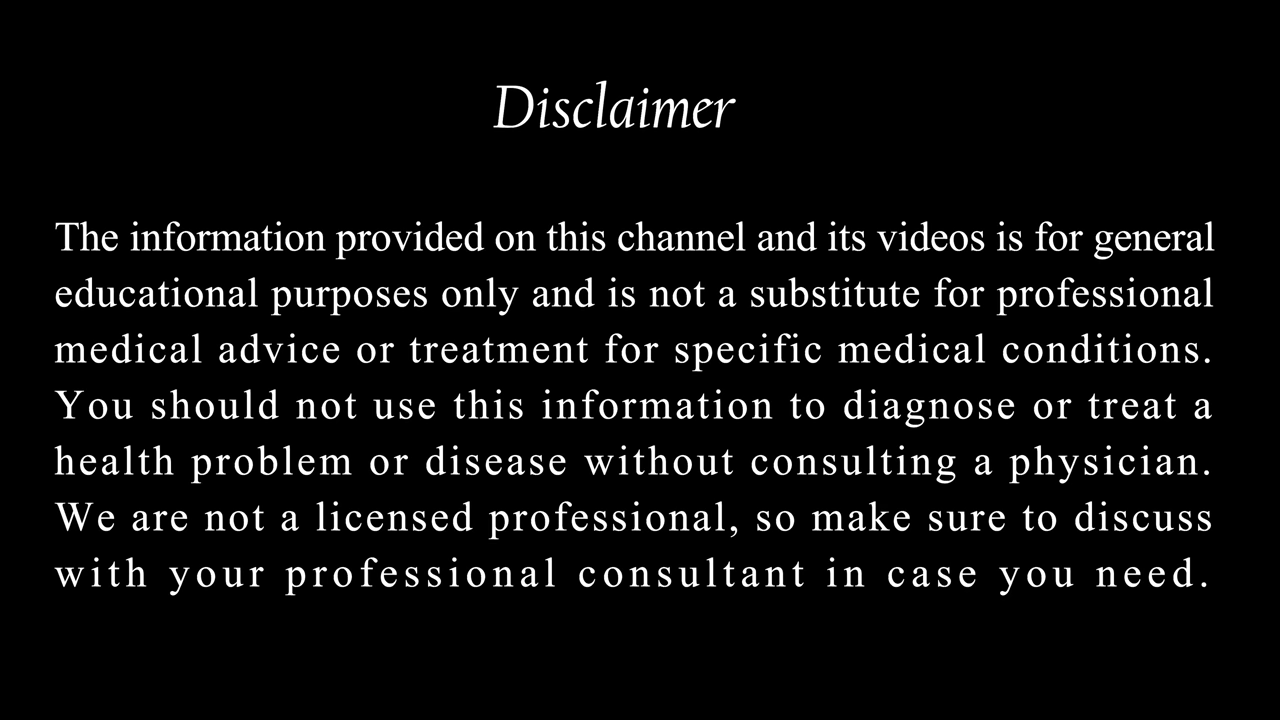 Disclaimer
The information provided on this channel and its videos is for general
educational purposes only and is not a substitute for professional
medical advice or treatment for specific medical conditions.
You should not use this information to diagnose or treat a
health problem or disease without consulting a physician.
We are not a licensed professional, so make sure to discuss
with your professional consultant in case you need.